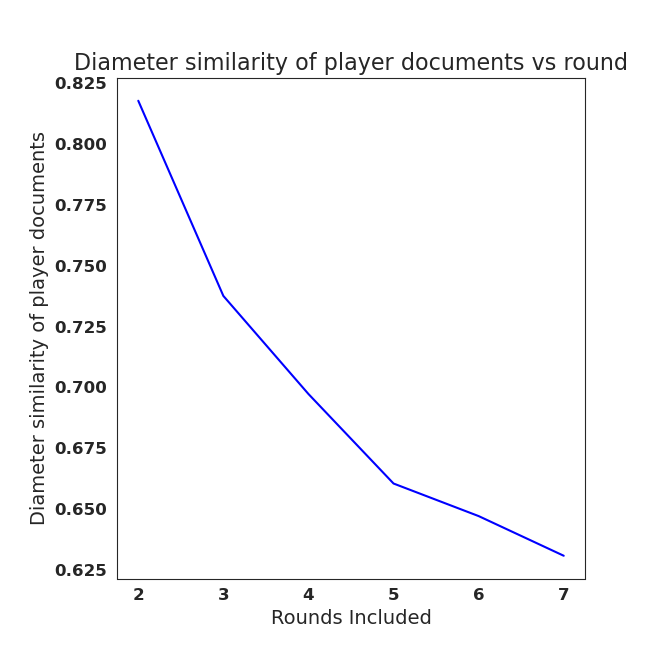 Diameter similarity of player documents vs round
Diameter similarity of player documents
0.825
0.800
0.775
0.750
0.725
0.700
0.675
0.650
0.625
2 3 4 5 6 7
Rounds Included